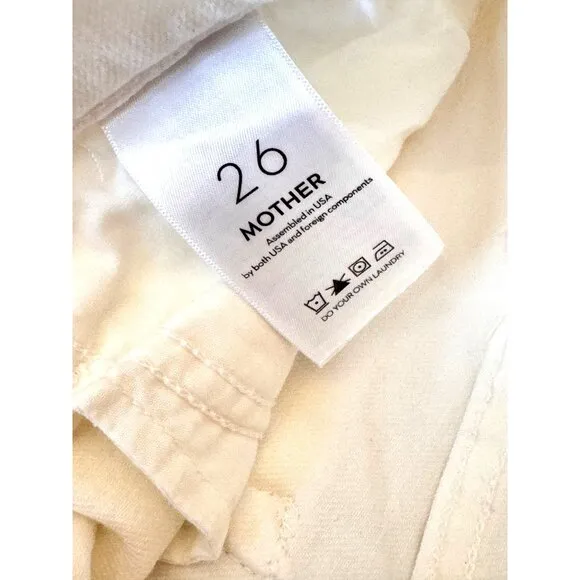 26
MOTHER
Assembled in USA
by both USA and foreign components
DO YOUR OWN LAUNDRY